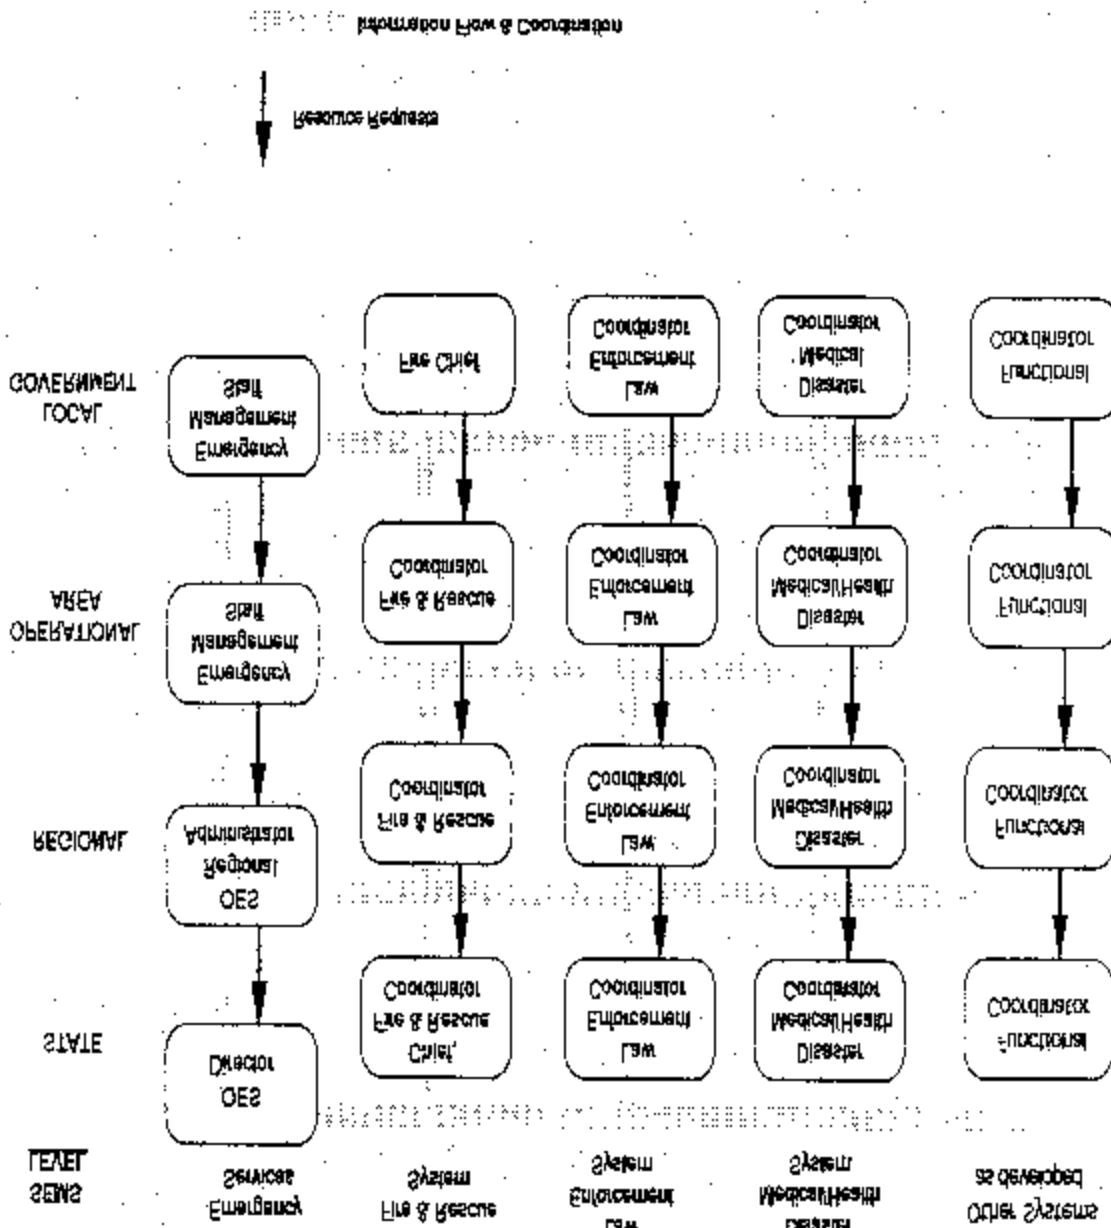 SEMS
LEVEL
Emergency
Services
Fire & Rescue
System
Law
Enforcement
System
Disaster
Medical/Health
System
Other Systems
as developed
STATE
OES
Director
Chief,
Fire & Rescue
Coordinator
Law
Enforcement
Coordinator
Disaster
Medical/Health
Coordinator
Functional
Coordinator
REGIONAL
OES
Regional
Administrator
Fire & Rescue
Coordinator
Law
Enforcement
Coordinator
Disaster
Medical/Health
Coordinator
Functional
Coordinator
OPERATIONAL
AREA
Emergency
Management
Staff
Fire & Rescue
Coordinator
Law
Enforcement
Coordinator
Disaster
Medical/Health
Coordinator
Functional
Coordinator
LOCAL
GOVERNMENT
Emergency
Management
Staff
Fire Chief
Law
Enforcement
Coordinator
Disaster
Medical
Coordinator
Functional
Coordinator
Resource Requests
Information Flow & Coordination